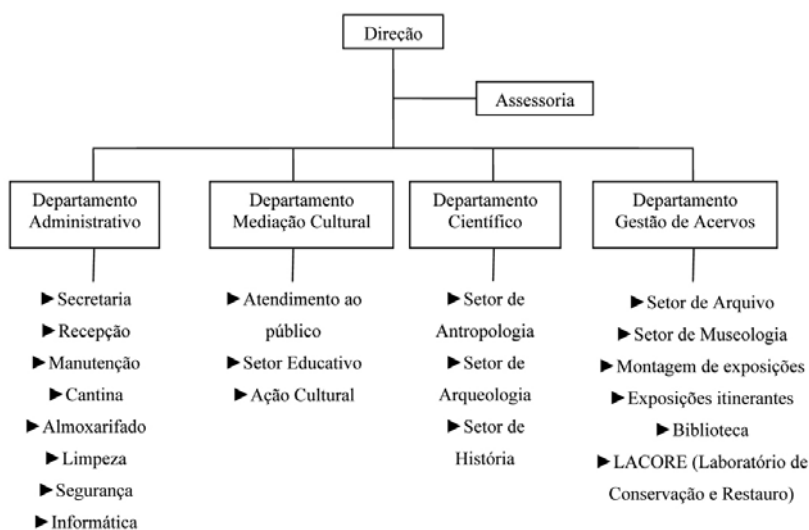 Direção
Assessoria
Departamento
Administrativo
►Secretaria
►Recepção
►Manutenção
►Cantina
►Almoxarifado
►Limpeza
►Segurança
►Informática
Departamento
Mediação Cultural
►Atendimento ao
público
►Setor Educativo
►Ação Cultural
Departamento
Científico
►Setor de
Antropologia
►Setor de
Arqueologia
►Setor de
História
Departamento
Gestão de Acervos
►Setor de Arquivo
►Setor de Museologia
►Montagem de exposições
►Exposições itinerantes
►Biblioteca
►LACORE (Laboratório de
Conservação e Restauro)